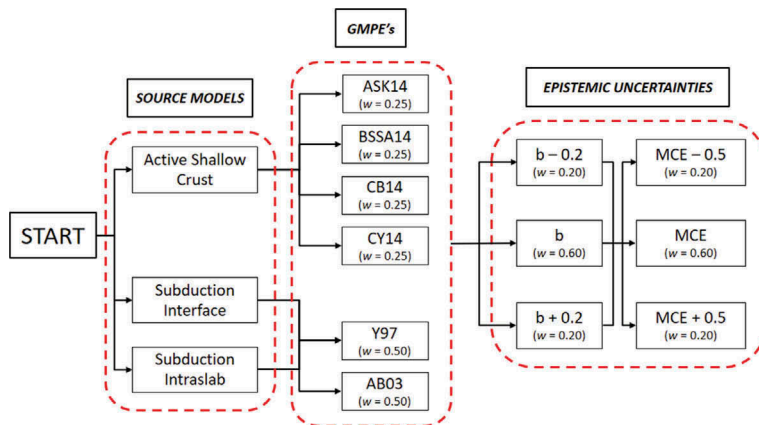 GMPE's
SOURCE MODELS
EPISTEMIC UNCERTAINTIES
START
Active Shallow
Crust
Subduction
Interface
Subduction
Intraslab
ASK14
(w = 0.25)
BSSA14
(w = 0.25)
CB14
(w = 0.25)
CY14
(w = 0.25)
Y97
(w = 0.50)
AB03
(w = 0.50)
b – 0.2
(w = 0.20)
b
(w = 0.60)
b + 0.2
(w = 0.20)
MCE – 0.5
(w = 0.20)
MCE
(w = 0.60)
MCE + 0.5
(w = 0.20)